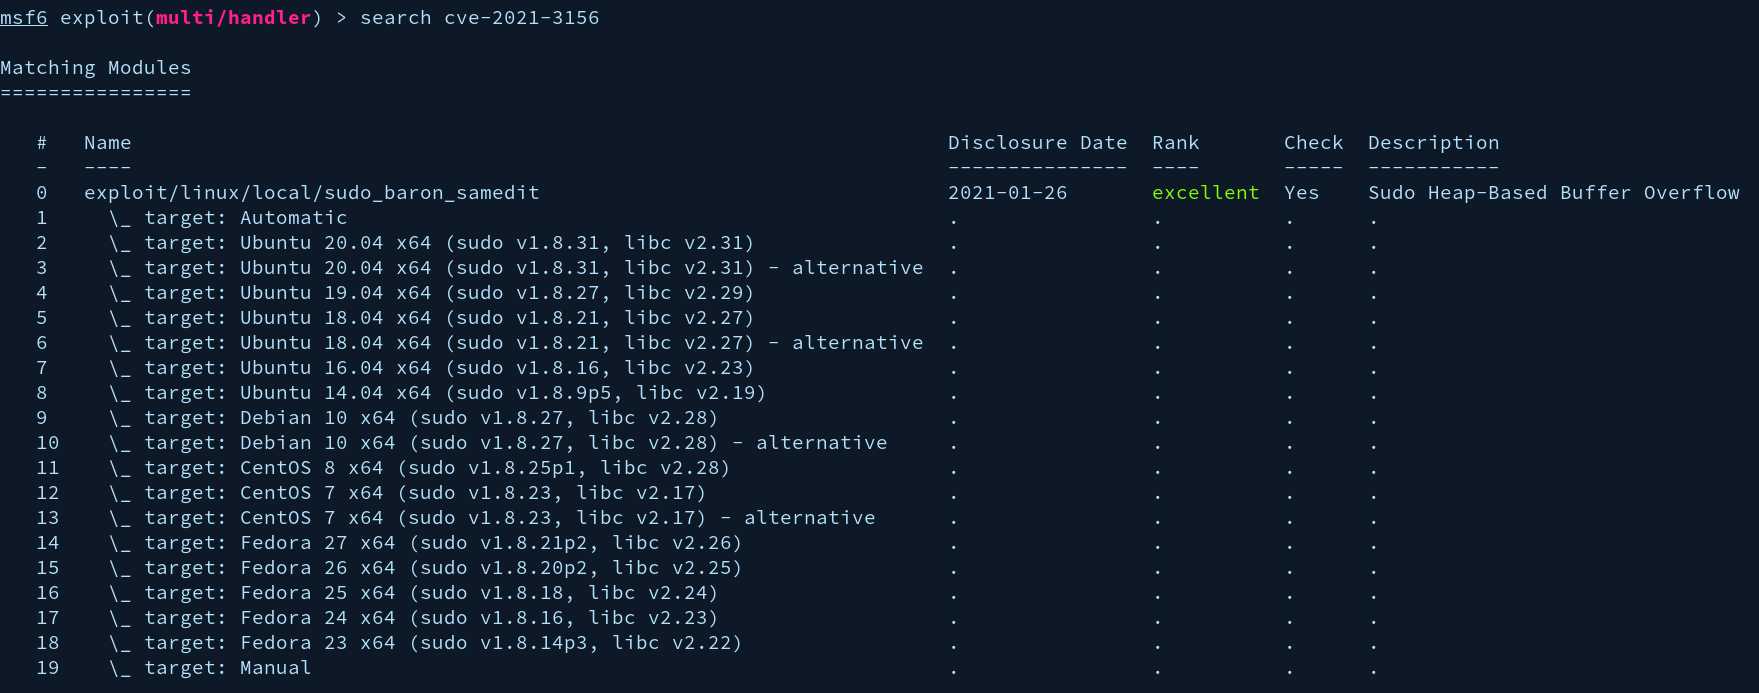 msf6 exploit(multi/handler) > search cve-2021-3156
Matching Modules
================
#   Name                                                                    Disclosure Date  Rank       Check  Description
-   ----                                                                    ---------------  ----       -----  -----------
0   exploit/linux/local/sudo_baron_samedit                                  2021-01-26       excellent  Yes    Sudo Heap-Based Buffer Overflow
1     \_ target: Automatic                                                  .                .          .      .
2     \_ target: Ubuntu 20.04 x64 (sudo v1.8.31, libc v2.31)                .                .          .      .
3     \_ target: Ubuntu 20.04 x64 (sudo v1.8.31, libc v2.31) - alternative  .                .          .      .
4     \_ target: Ubuntu 19.04 x64 (sudo v1.8.27, libc v2.29)                .                .          .      .
5     \_ target: Ubuntu 18.04 x64 (sudo v1.8.21, libc v2.27)                .                .          .      .
6     \_ target: Ubuntu 18.04 x64 (sudo v1.8.21, libc v2.27) - alternative  .                .          .      .
7     \_ target: Ubuntu 16.04 x64 (sudo v1.8.16, libc v2.23)                .                .          .      .
8     \_ target: Ubuntu 14.04 x64 (sudo v1.8.9p5, libc v2.19)               .                .          .      .
9     \_ target: Debian 10 x64 (sudo v1.8.27, libc v2.28)                   .                .          .      .
10    \_ target: Debian 10 x64 (sudo v1.8.27, libc v2.28) - alternative     .                .          .      .
11    \_ target: CentOS 8 x64 (sudo v1.8.25p1, libc v2.28)                  .                .          .      .
12    \_ target: CentOS 7 x64 (sudo v1.8.23, libc v2.17)                    .                .          .      .
13    \_ target: CentOS 7 x64 (sudo v1.8.23, libc v2.17) - alternative      .                .          .      .
14    \_ target: Fedora 27 x64 (sudo v1.8.21p2, libc v2.26)                 .                .          .      .
15    \_ target: Fedora 26 x64 (sudo v1.8.20p2, libc v2.25)                 .                .          .      .
16    \_ target: Fedora 25 x64 (sudo v1.8.18, libc v2.24)                   .                .          .      .
17    \_ target: Fedora 24 x64 (sudo v1.8.16, libc v2.23)                   .                .          .      .
18    \_ target: Fedora 23 x64 (sudo v1.8.14p3, libc v2.22)                 .                .          .      .
19    \_ target: Manual                                                     .                .          .      .